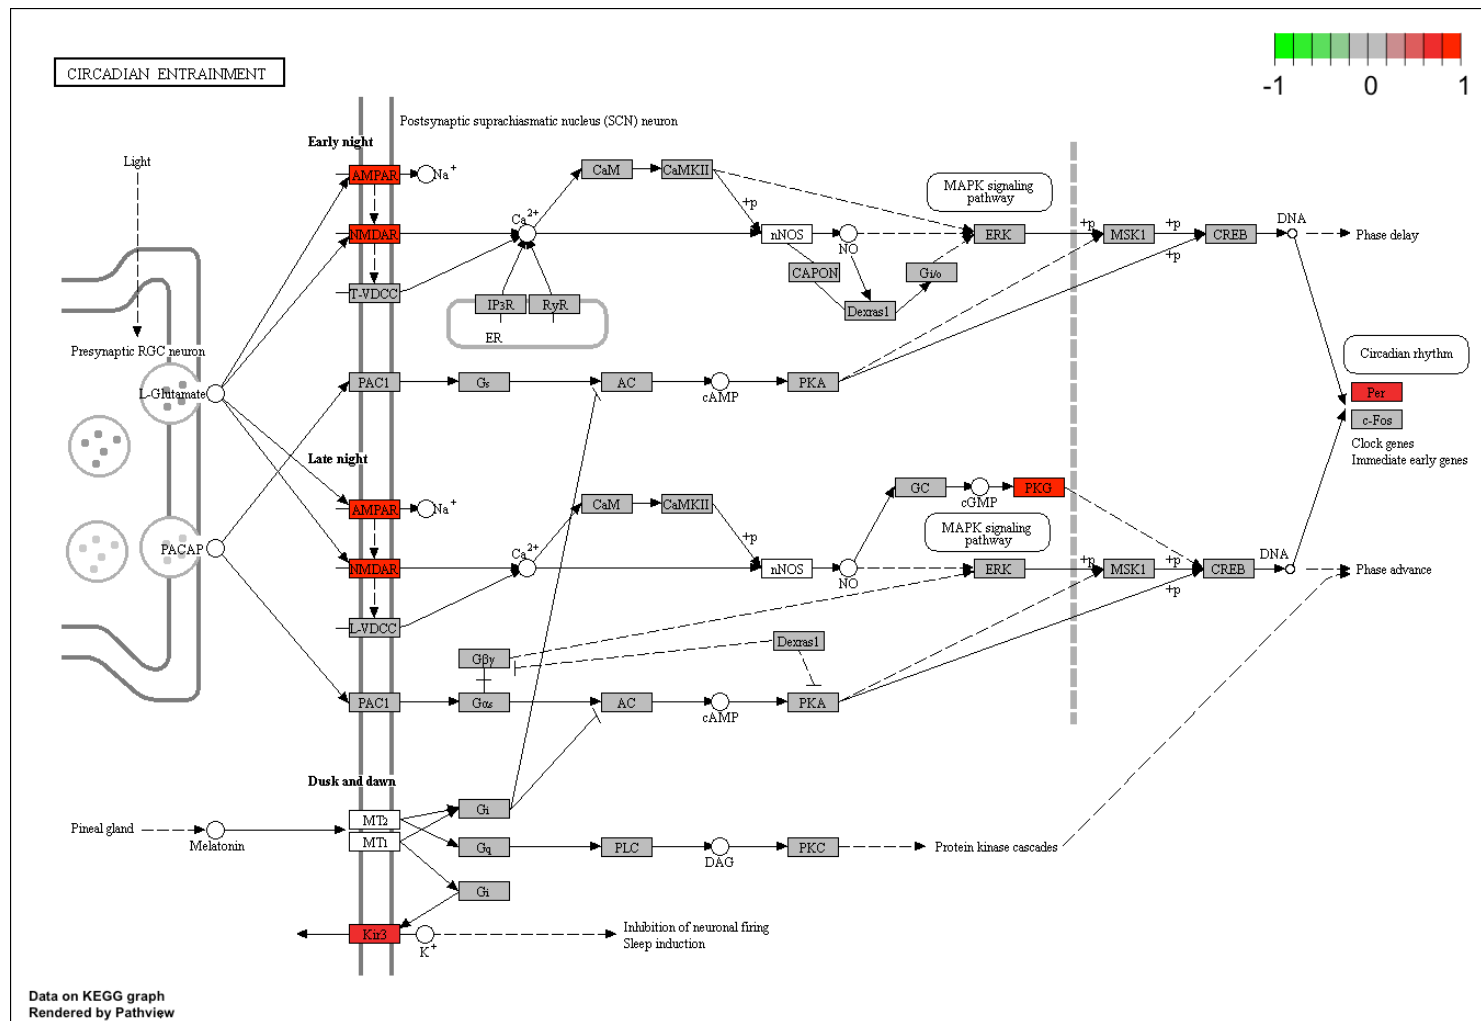 CIRCADIAN ENTRAINMENT
-1 0 1
Postsynaptic suprachiasmatic nucleus (SCN) neuron
Early night
Light
AMPAR
Na+
CaM
CaMKII
MAPK signaling
pathway
+p
NMDAR
Ca2+
nNOS
NO
ERK
+p
MSK1
+p
CREB
+p
DNA
Phase delay
CAPON
Gi/o
Dexras1
T-VDCC
IP3R
RyR
ER
Presynaptic RGC neuron
L-Glutamate
PAC1
Gs
AC
cAMP
PKA
Circadian rhythm
Per
c-Fos
Clock genes
Immediate early genes
Late night
AMPAR
Na+
CaM
CaMKII
GC
cGMP
PKG
MAPK signaling
pathway
PACAP
+p
NMDAR
Ca2+
nNOS
NO
ERK
+p
MSK1
+p
CREB
+p
DNA
Phase advance
L-VDCC
Gβγ
Dexras1
PAC1
Gαs
AC
cAMP
PKA
Dusk and dawn
Pineal gland
Melatonin
MT2
MT1
Gi
Gq
PLC
DAG
PKC
Protein kinase cascades
Gi
Kir3
K+
Inhibition of neuronal firing
Sleep induction
Data on KEGG graph
Rendered by Pathview